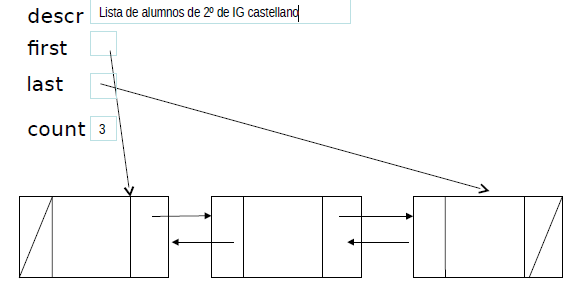 descr Lista de alumnos de 2º de IG castellano
first
last
count 3